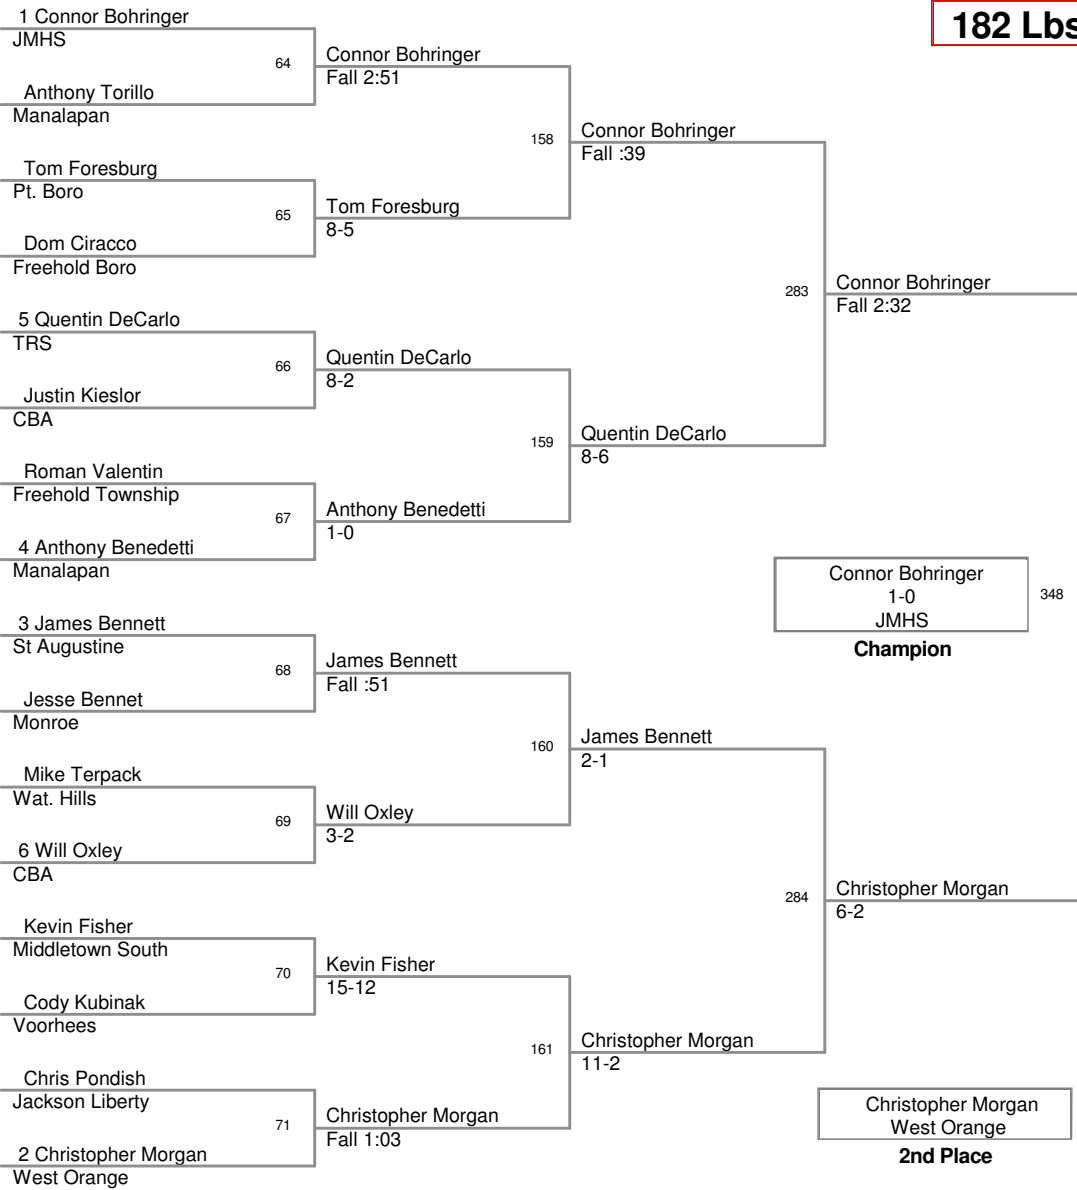 182 Lbs
1 Connor Bohringer
JMHS
64
Anthony Torillo
Manalapan
Tom Foresburg
Pt. Boro
65
Dom Ciracco
Freehold Boro
5 Quentin DeCarlo
TRS
66
Justin Kieslor
CBA
Roman Valentin
Freehold Township
67
4 Anthony Benedetti
Manalapan
3 James Bennett
St Augustine
68
Jesse Bennet
Monroe
Mike Terpack
Wat. Hills
69
6 Will Oxley
CBA
Kevin Fisher
Middletown South
70
Cody Kubinak
Voorhees
Chris Pondish
Jackson Liberty
71
2 Christopher Morgan
West Orange
Connor Bohringer
Fall 2:51
158
Tom Foresburg
8-5
Quentin DeCarlo
8-2
159
Anthony Benedetti
1-0
James Bennett
Fall :51
160
Will Oxley
3-2
Kevin Fisher
15-12
161
Christopher Morgan
Fall 1:03
Connor Bohringer
Fall :39
283
Quentin DeCarlo
8-6
James Bennett
2-1
284
Christopher Morgan
11-2
Connor Bohringer
Fall 2:32
Christopher Morgan
6-2
Connor Bohringer
1-0
JMHS
348
Champion
Christopher Morgan
West Orange
2nd Place